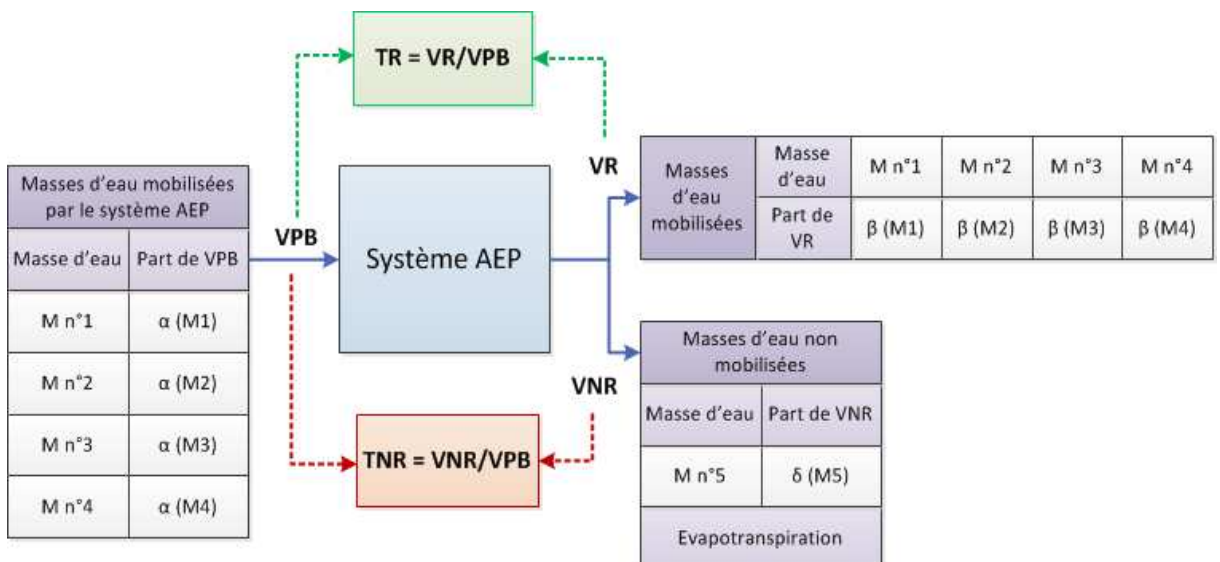 TR = VR/VPB
Masses d'eau mobilisées
par le système AEP
Masse d'eau Part de VPB
M n°1 α (M1)
M n°2 α (M2)
M n°3 α (M3)
M n°4 α (M4)
VPB
Système AEP
VR
Masses
d'eau
mobilisées
Masse
d'eau
M n°1 M n°2 M n°3 M n°4
Part de
VR
β (M1) β (M2) β (M3) β (M4)
VNR
TNR = VNR/VPB
Masses d'eau non
mobilisées
Masse d'eau Part de VNR
M n°5 δ (M5)
Evapotranspiration